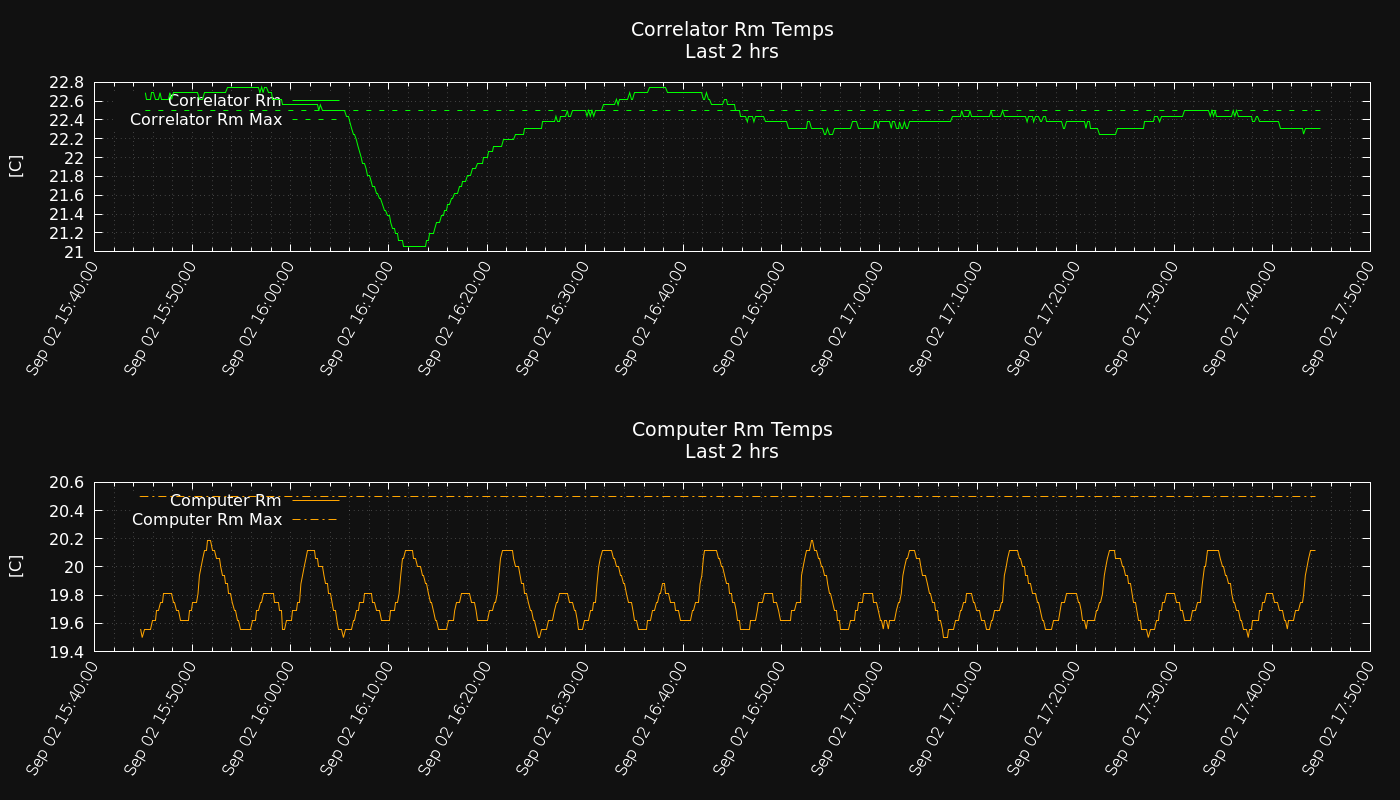 Correlator Rm Temps
Last 2 hrs
22.8
22.6
22.4
22.2
22
21.8
21.6
21.4
21.2
21
[C]
Correlator Rm
Correlator Rm Max
Sep 02 15:40:00
Sep 02 15:50:00
Sep 02 16:00:00
Sep 02 16:10:00
Sep 02 16:20:00
Sep 02 16:30:00
Sep 02 16:40:00
Sep 02 16:50:00
Sep 02 17:00:00
Sep 02 17:10:00
Sep 02 17:20:00
Sep 02 17:30:00
Sep 02 17:40:00
Sep 02 17:50:00
Computer Rm Temps
Last 2 hrs
20.6
20.4
20.2
20
19.8
19.6
19.4
[C]
Computer Rm
Computer Rm Max
Sep 02 15:40:00
Sep 02 15:50:00
Sep 02 16:00:00
Sep 02 16:10:00
Sep 02 16:20:00
Sep 02 16:30:00
Sep 02 16:40:00
Sep 02 16:50:00
Sep 02 17:00:00
Sep 02 17:10:00
Sep 02 17:20:00
Sep 02 17:30:00
Sep 02 17:40:00
Sep 02 17:50:00